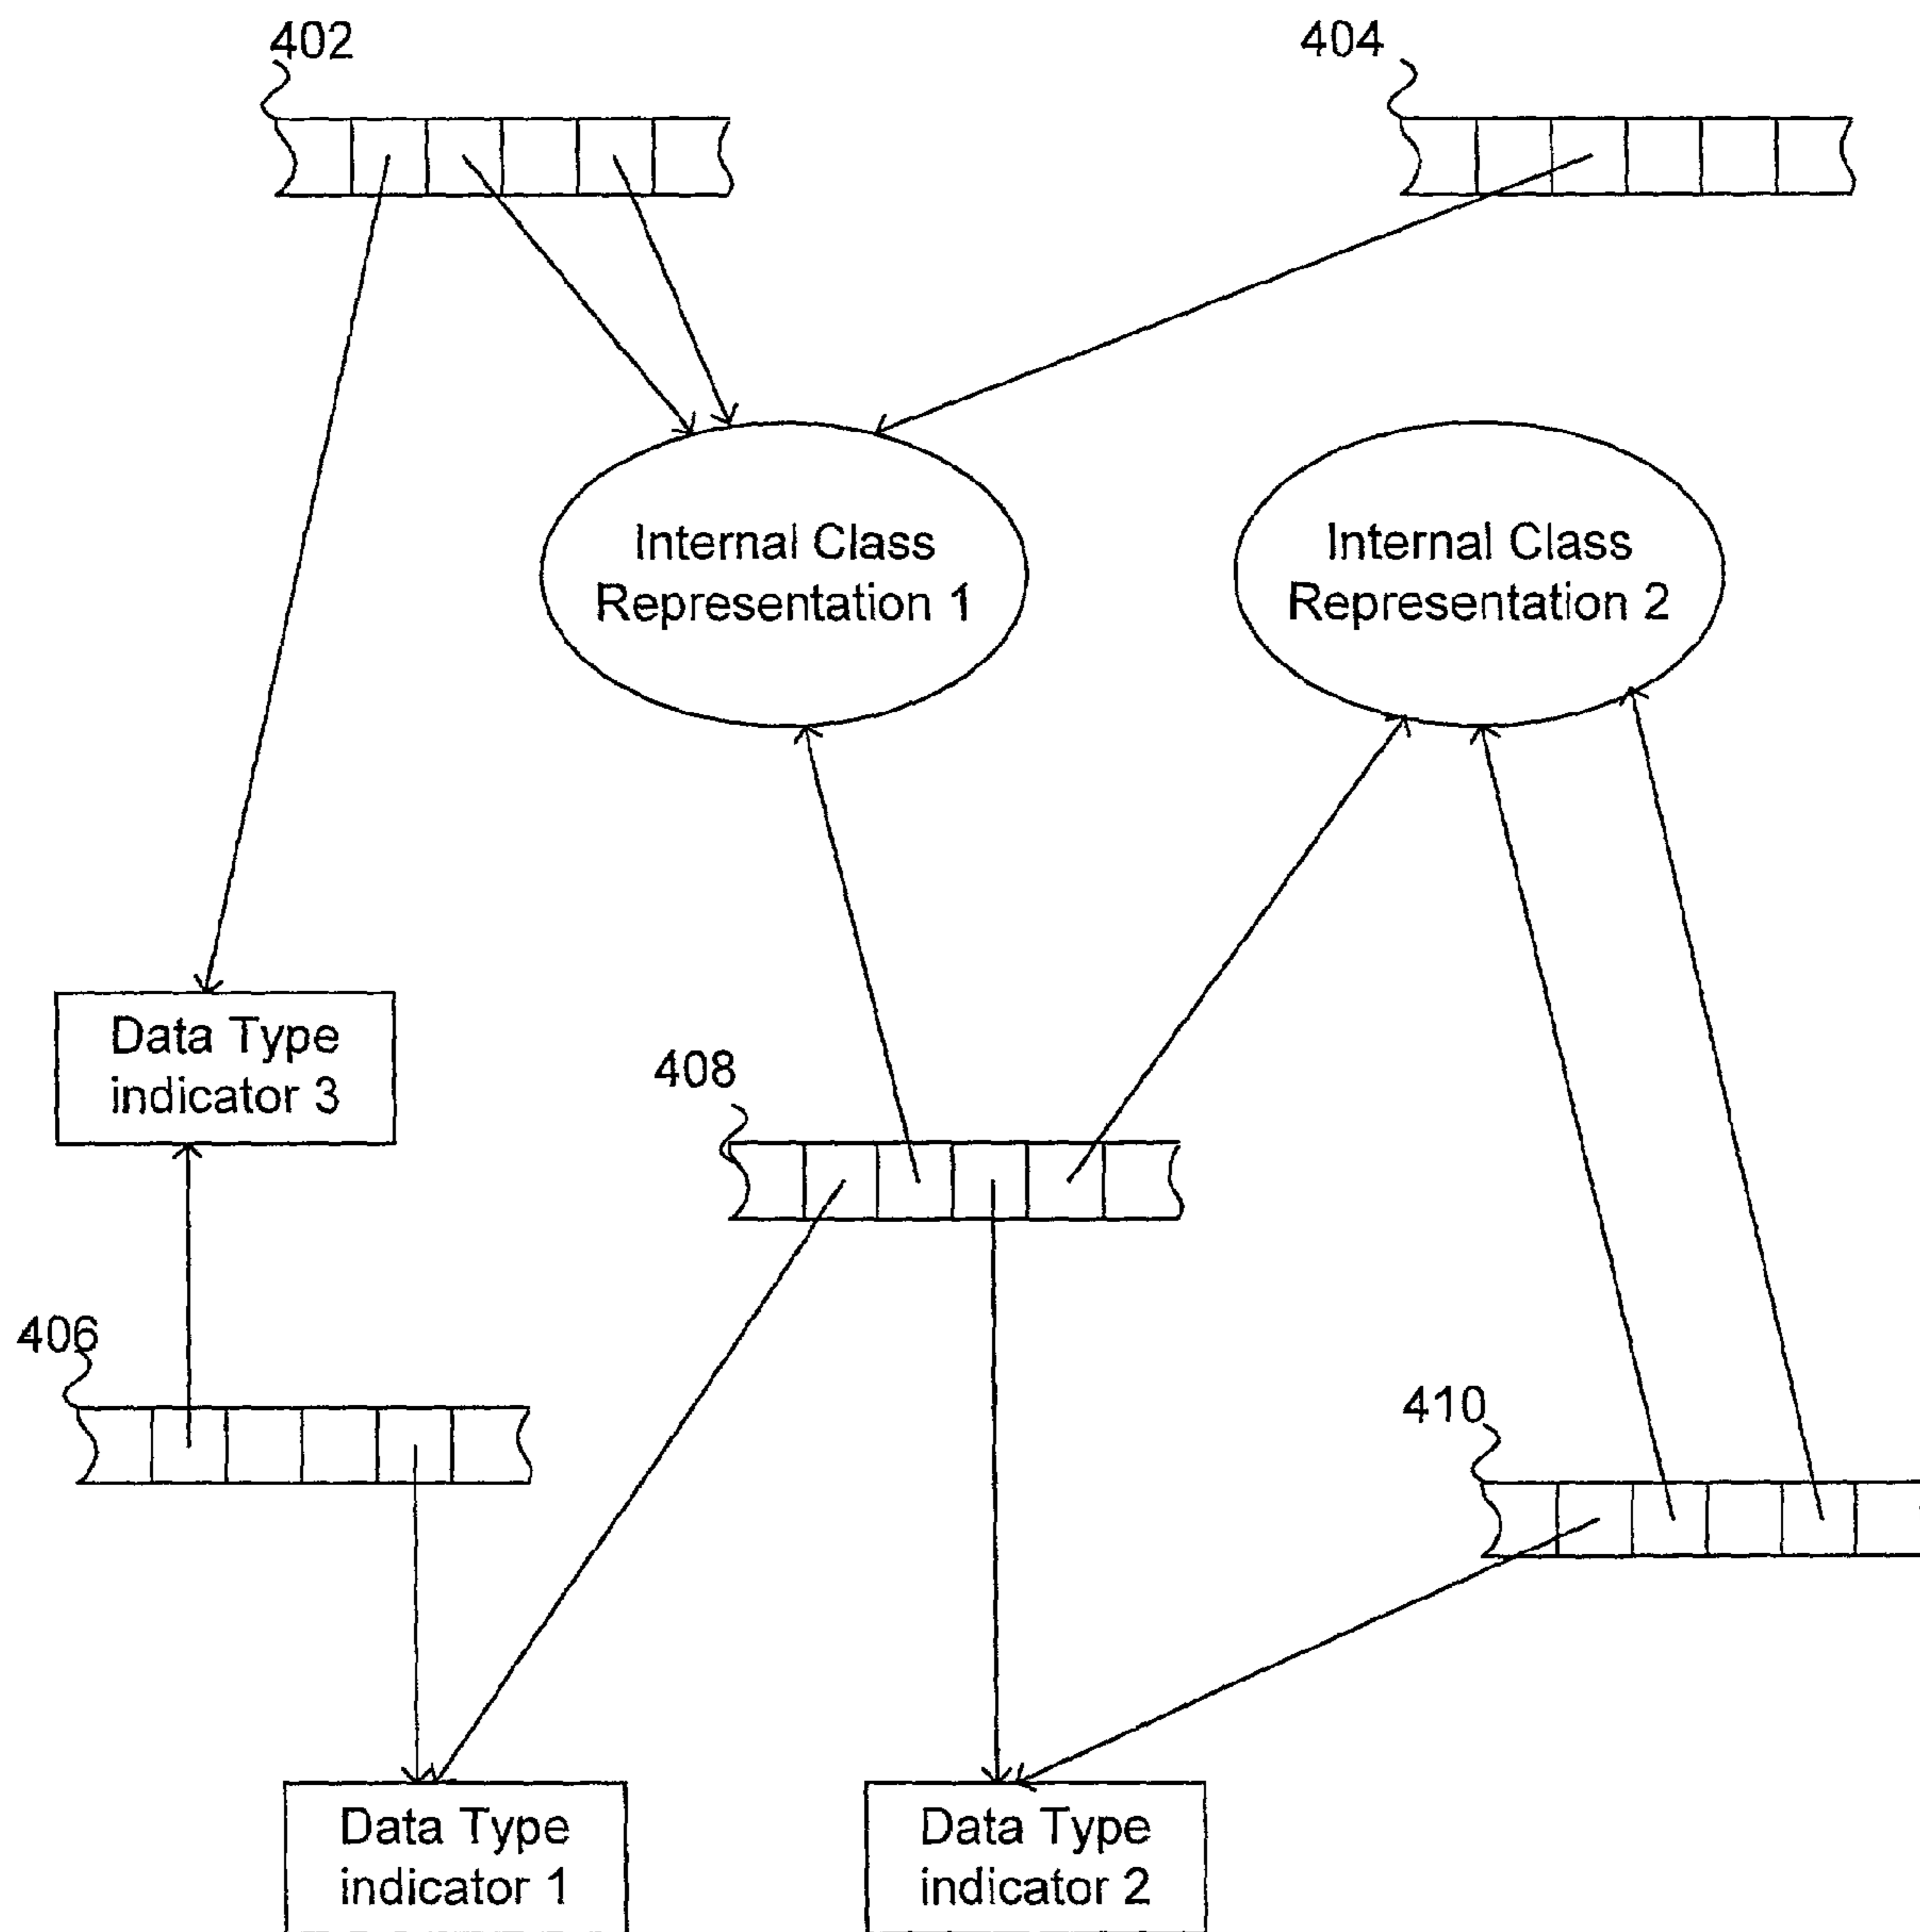 402
404
Internal Class
Representation 1
Internal Class
Representation 2
Data Type
indicator 3
408
406
410
Data Type
indicator 1
Data Type
indicator 2